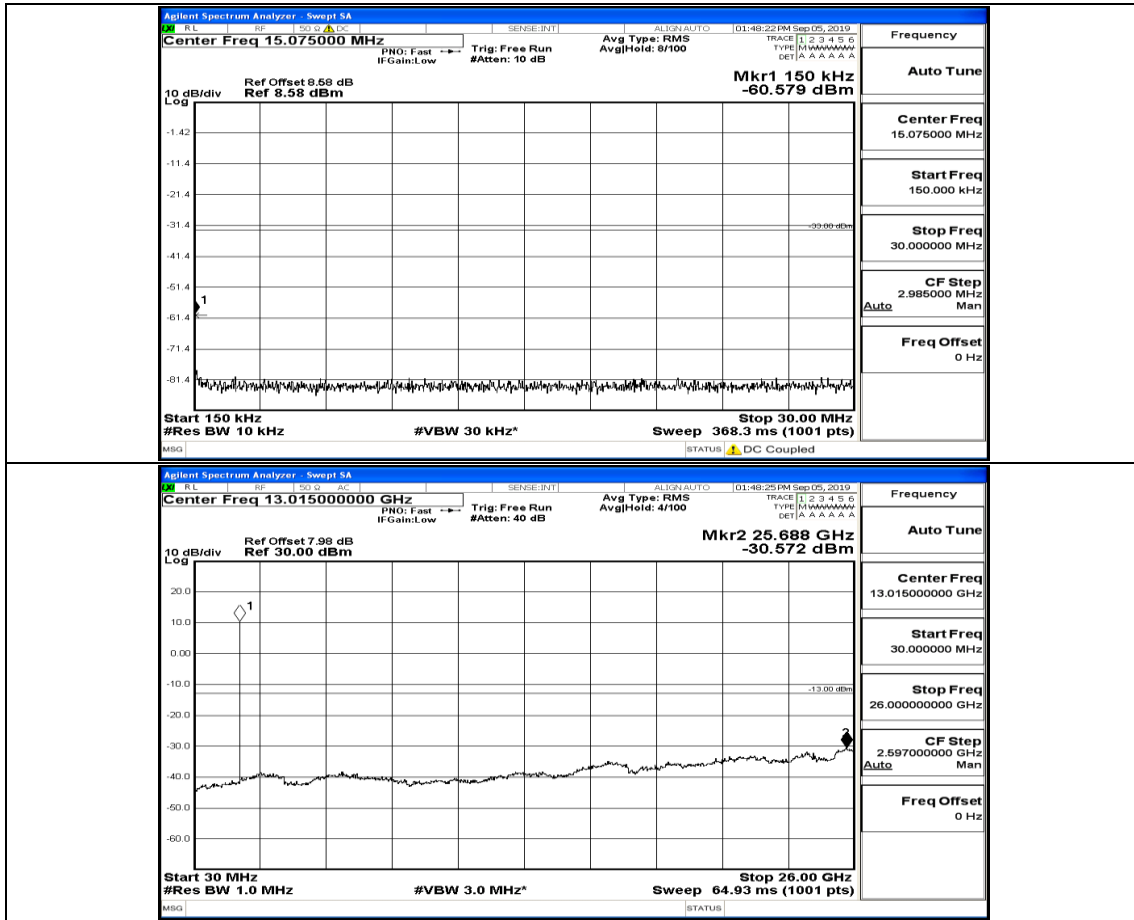 Agilent Spectrum Analyzer - Swept SA
LXI RL RF 50 Ω DC SENSE:INT ALIGN AUTO 01:48:22 PM Sep 05, 2019
Center Freq 15.075000 MHz
PNO: Fast
IFGain:Low
Trig: Free Run
#Atten: 10 dB
Avg Type: RMS
Avg|Hold: 8/100
TRACE 1 2 3 4 5 6
TYPE M
DET A A A A A A
Ref Offset 8.58 dB
10 dB/div Ref 8.58 dBm
Log
Mkr1 150 kHz
-60.579 dBm
-1.42
-11.4
-21.4
-31.4
-33.00 dBm
-41.4
-51.4
1
-61.4
-71.4
-81.4
Start 150 kHz Stop 30.00 MHz
#Res BW 10 kHz #VBW 30 kHz* Sweep 368.3 ms (1001 pts)
MSG STATUS DC Coupled
Frequency
Auto Tune
Center Freq
15.075000 MHz
Start Freq
150.000 kHz
Stop Freq
30.000000 MHz
CF Step
2.985000 MHz
Auto Man
Freq Offset
0 Hz
Agilent Spectrum Analyzer - Swept SA
LXI RL RF 50 Ω AC SENSE:INT ALIGN AUTO 01:48:25 PM Sep 05, 2019
Center Freq 13.015000000 GHz
PNO: Fast
IFGain:Low
Trig: Free Run
#Atten: 40 dB
Avg Type: RMS
Avg|Hold: 4/100
TRACE 1 2 3 4 5 6
TYPE M
DET A A A A A A
Ref Offset 7.98 dB
10 dB/div Ref 30.00 dBm
Log
Mkr2 25.688 GHz
-30.572 dBm
20.0
1
10.0
0.00
-10.0
-13.00 dBm
-20.0
2
-30.0
-40.0
-50.0
-60.0
Start 30 MHz Stop 26.00 GHz
#Res BW 1.0 MHz #VBW 3.0 MHz* Sweep 64.93 ms (1001 pts)
MSG STATUS
Frequency
Auto Tune
Center Freq
13.015000000 GHz
Start Freq
30.000000 MHz
Stop Freq
26.000000000 GHz
CF Step
2.597000000 GHz
Auto Man
Freq Offset
0 Hz